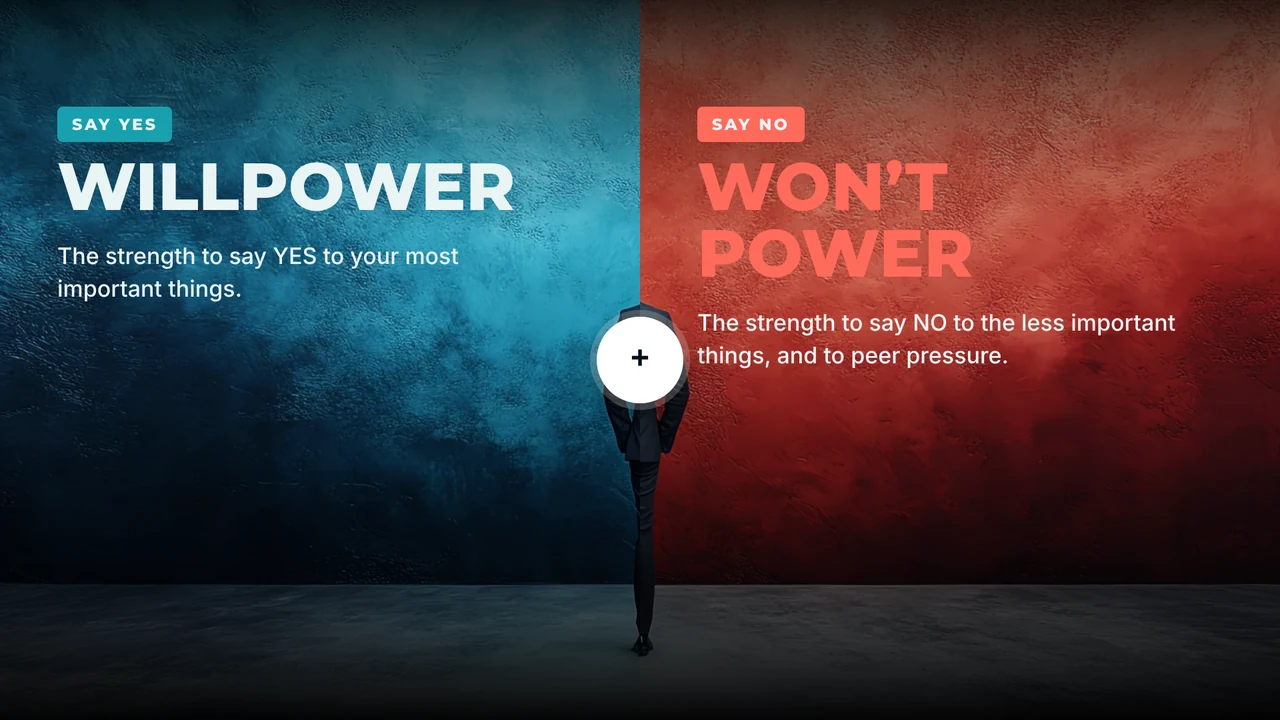 SAY YES
WILLPOWER
The strength to say YES to your most
important things.
SAY NO
WON’T
POWER
The strength to say NO to the less important
things, and to peer pressure.
+